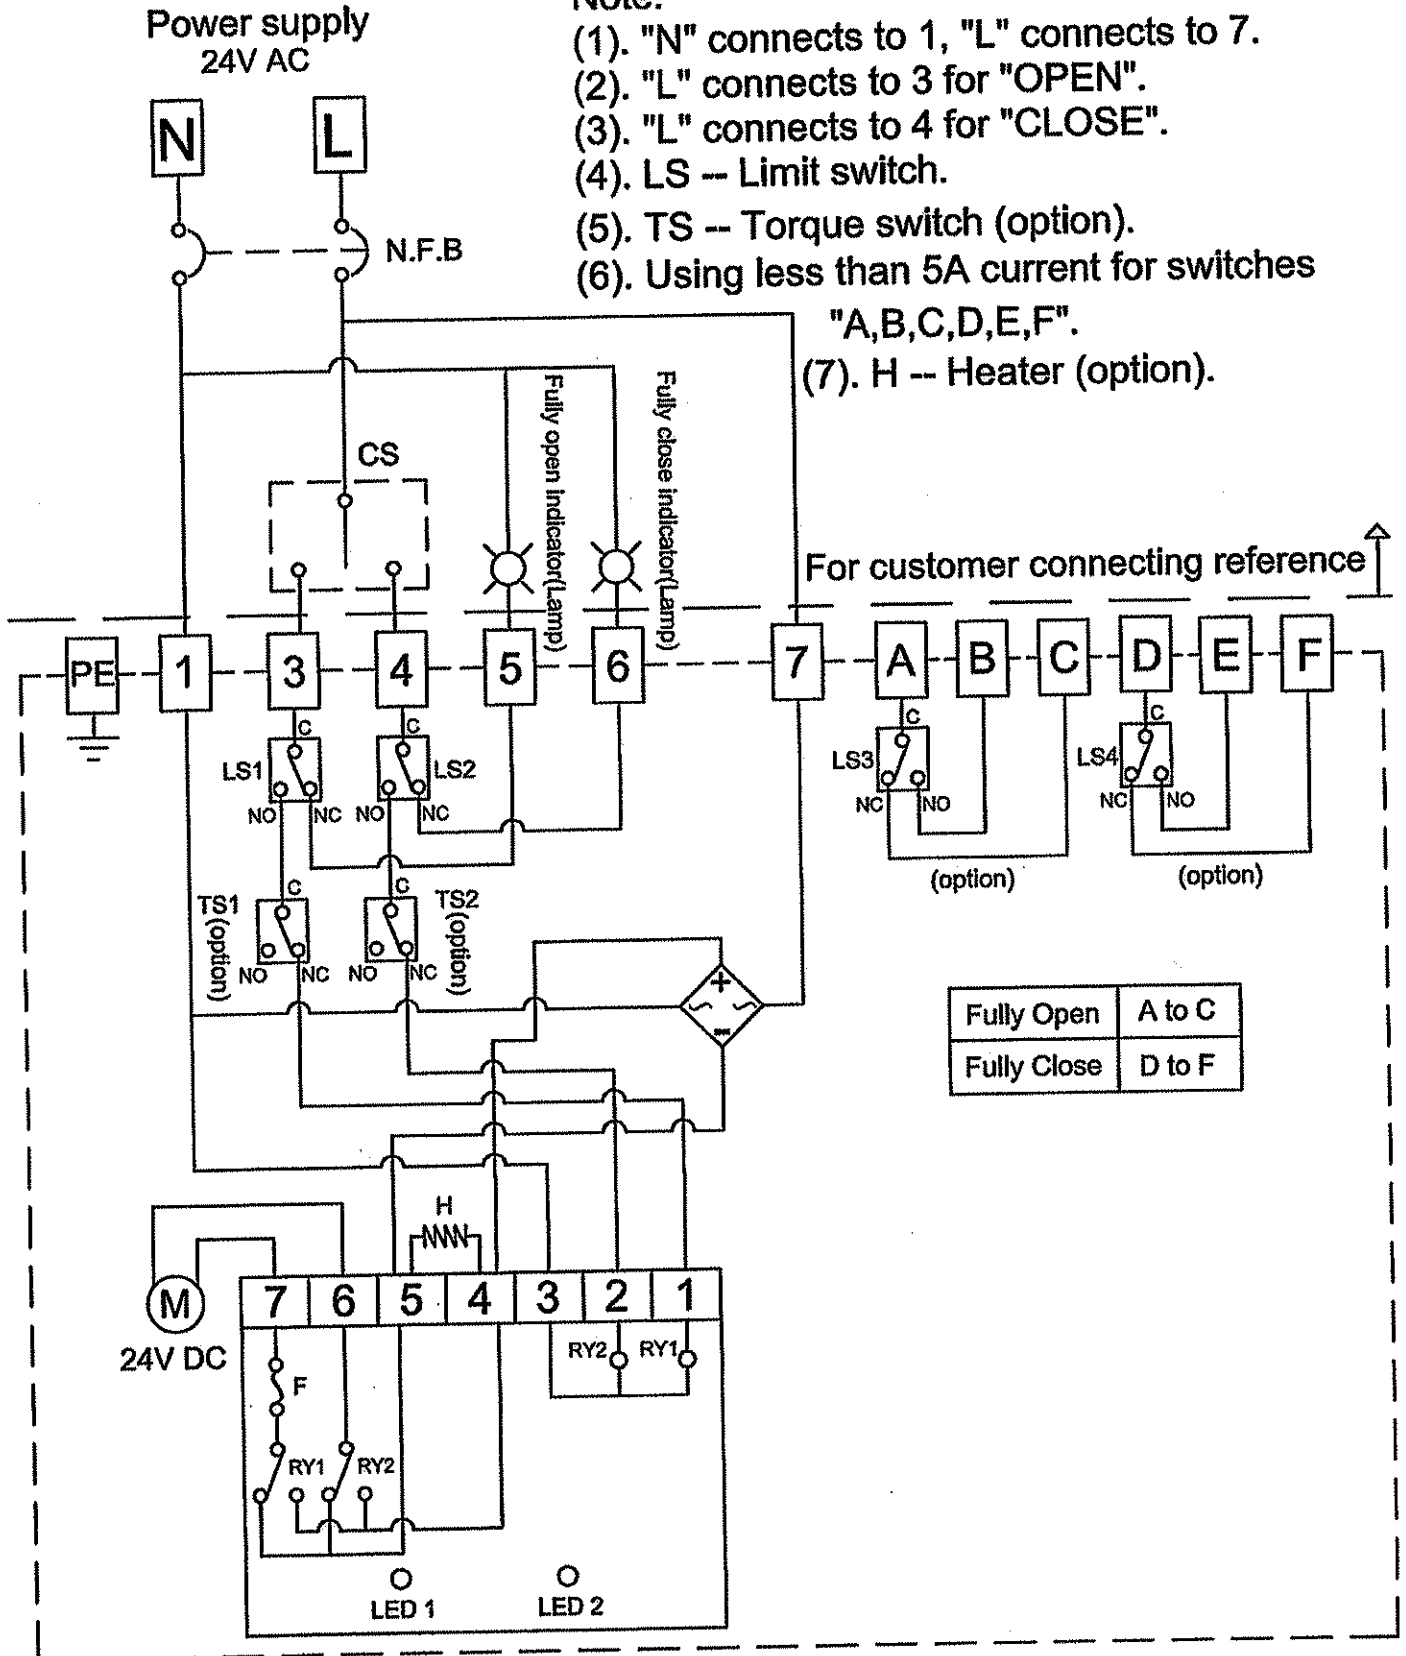 Note:
Power supply
24V AC
(1). "N" connects to 1, "L" connects to 7.
(2). "L" connects to 3 for "OPEN".
(3). "L" connects to 4 for "CLOSE".
(4). LS -- Limit switch.
(5). TS -- Torque switch (option).
(6). Using less than 5A current for switches
"A,B,C,D,E,F".
(7). H -- Heater (option).
N L
N.F.B
CS
Fully open indicator(Lamp)
Fully close indicator(Lamp)
For customer connecting reference
PE 1 3 4 5 6 7 A B C D E F
C C C C
LS1 LS2 LS3 LS4
NO NC NO NC NC NO NC NO
(option) (option)
C C
TS1 (option) TS2 (option)
NO NC NO NC
+
~ ~
-
Fully Open A to C
Fully Close D to F
H
M
24V DC
7 6 5 4 3 2 1
RY2 RY1
F
RY1 RY2
LED 1 LED 2